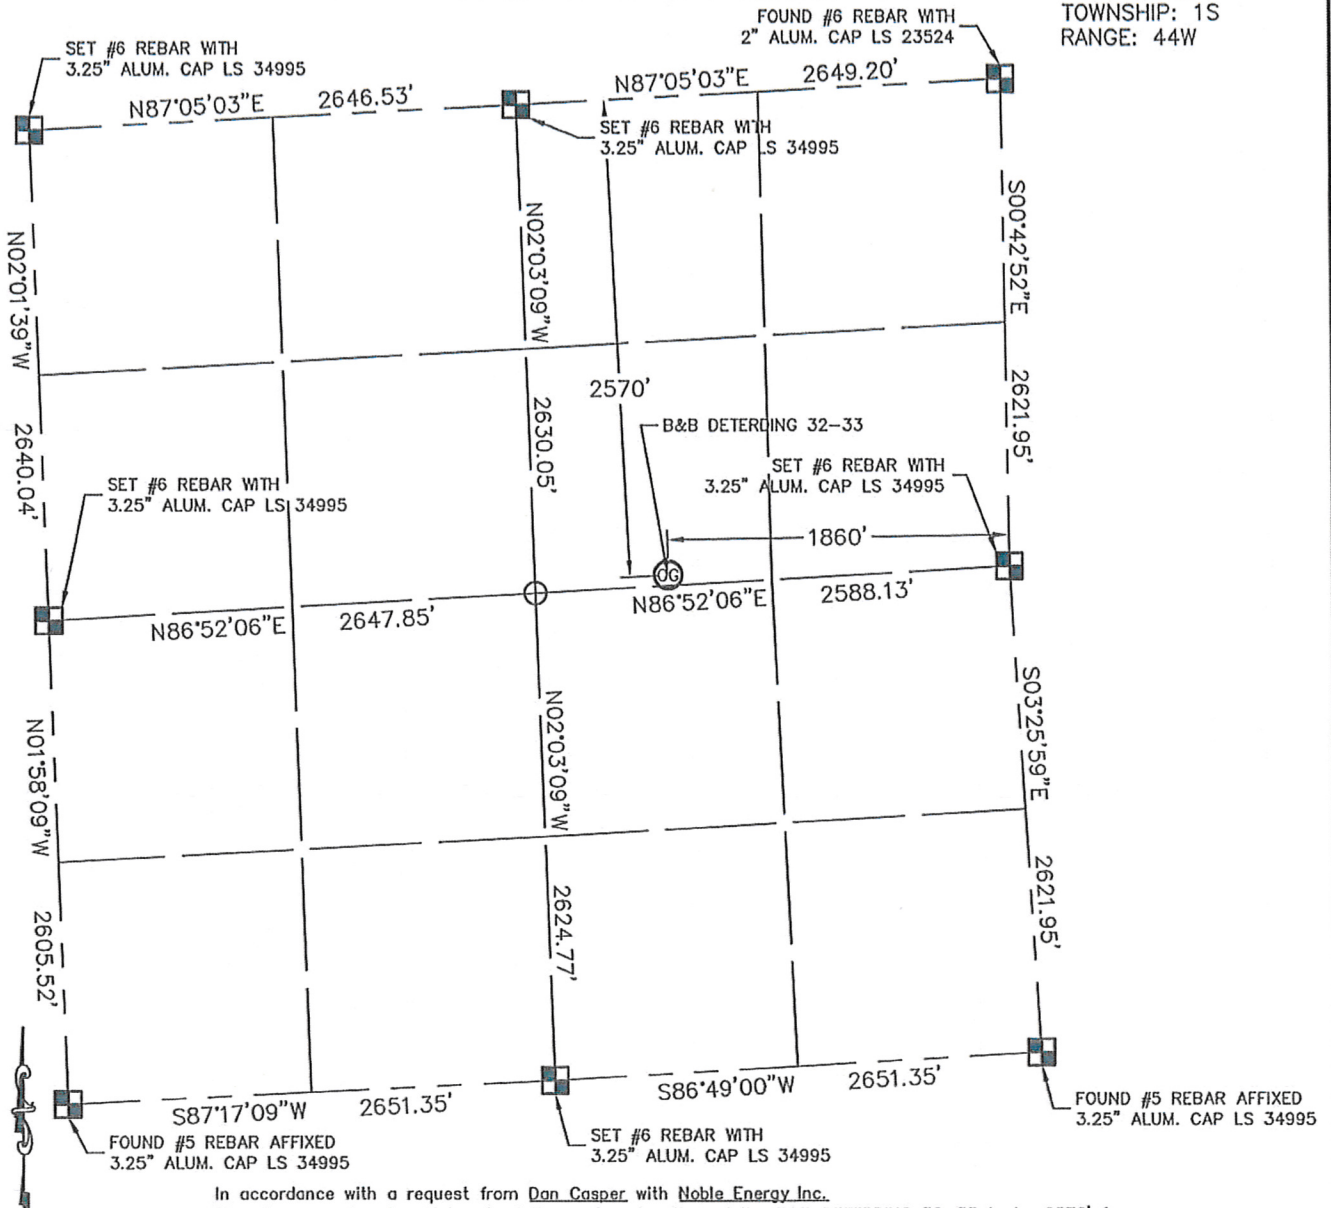 TOWNSHIP: 1S
RANGE: 44W
FOUND #6 REBAR WITH
2" ALUM. CAP LS 23524
SET #6 REBAR WITH
3.25" ALUM. CAP LS 34995
N87°05'03"E 2646.53'
N87°05'03"E 2649.20'
SET #6 REBAR WITH
3.25" ALUM. CAP LS 34995
N02°01'39"W 2640.04'
N02°03'09"W 2630.05'
S00°42'52"E 2621.95'
2570'
B&B DETERDING 32-33
SET #6 REBAR WITH
3.25" ALUM. CAP LS 34995
SET #6 REBAR WITH
3.25" ALUM. CAP LS 34995
1860'
OG
N86°52'06"E 2647.85'
N86°52'06"E 2588.13'
N01°58'09"W 2605.52'
N02°03'09"W 2624.77'
S03°25'59"E 2621.95'
S87°17'09"W 2651.35'
S86°49'00"W 2651.35'
FOUND #5 REBAR AFFIXED
3.25" ALUM. CAP LS 34995
SET #6 REBAR WITH
3.25" ALUM. CAP LS 34995
FOUND #5 REBAR AFFIXED
3.25" ALUM. CAP LS 34995
In accordance with a request from Dan Casper with Noble Energy Inc.